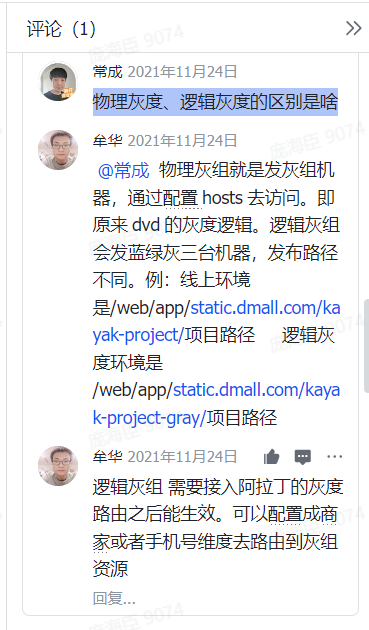 评论（1）
常成 2021年11月24日
物理灰度、逻辑灰度的区别是啥
牟华 2021年11月24日
@常成 物理灰组就是发灰组机
器，通过配置 hosts 去访问。即
原来 dvd 的灰度逻辑。逻辑灰组
会发蓝绿灰三台机器，发布路径
不同。例：线上环境
是/web/app/static.dmall.com/ka
yak-project/项目路径 逻辑灰
度环境是
/web/app/static.dmall.com/kaya
k-project-gray/项目路径
牟华 2021年11月24日
逻辑灰组 需要接入阿拉丁的灰度
路由之后能生效。可以配置成商
家或者手机号维度去路由到灰组
资源
回复...
庞海臣 9074